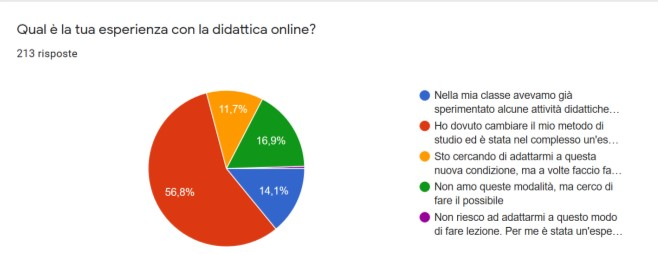 Qual è la tua esperienza con la didattica online?
213 risposte
11,7%
16,9%
56,8%
14,1%
Nella mia classe avevamo già
sperimentato alcune attività didattiche…
Ho dovuto cambiare il mio metodo di
studio ed è stata nel complesso un'es…
Sto cercando di adattarmi a questa
nuova condizione, ma a volte faccio fa…
Non amo queste modalità, ma cerco di
fare il possibile
Non riesco ad adattarmi a questo modo
di fare lezione. Per me è stata un'espe…